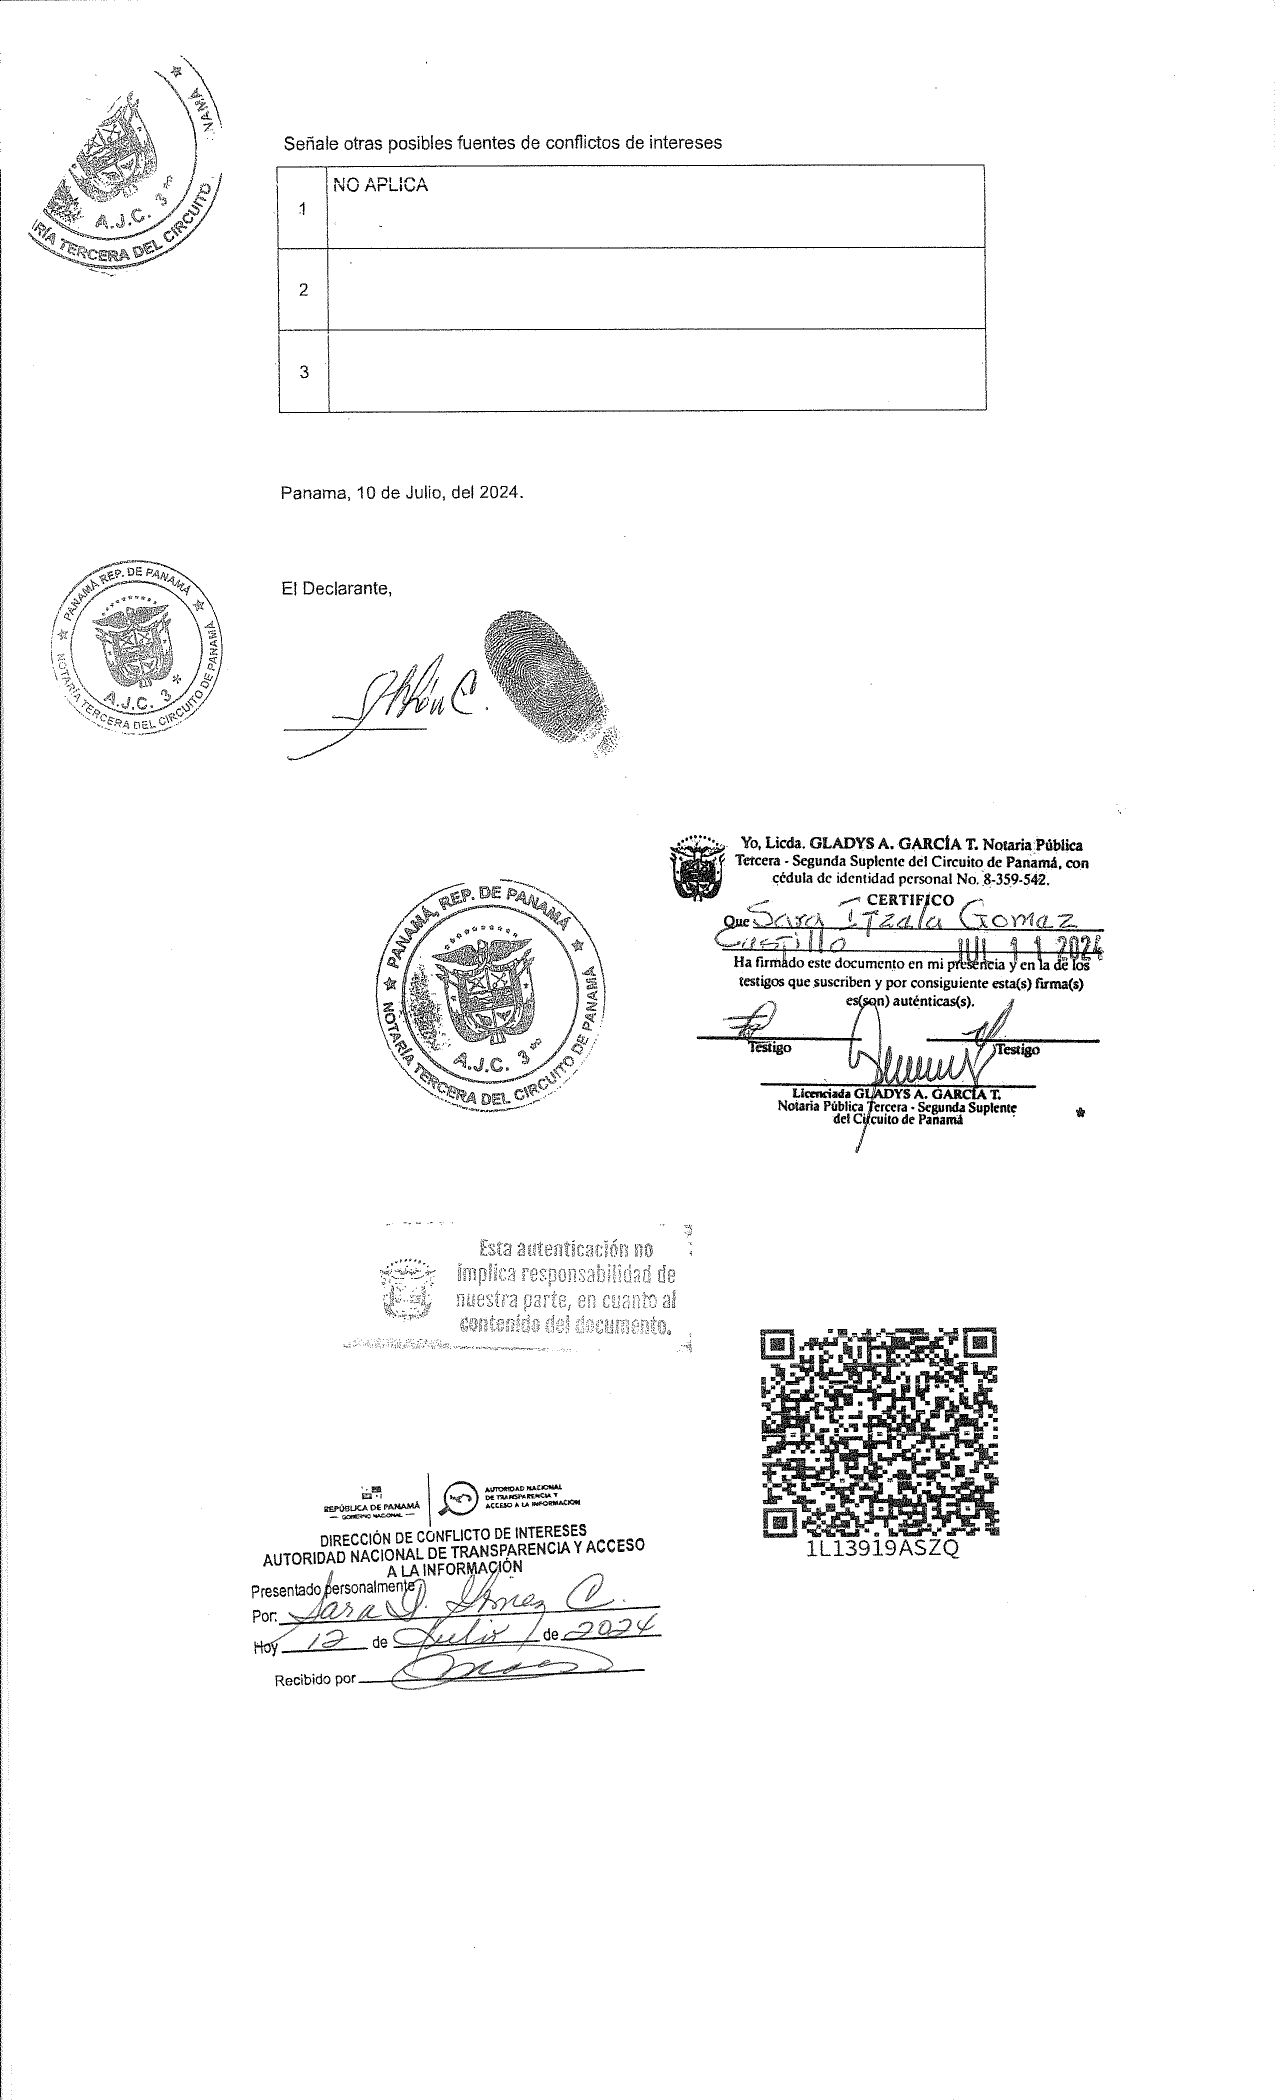 NAMÁ
A.J.C. 3ro
RÍA TERCERA DEL CIRCUITO
Señale otras posibles fuentes de conflictos de intereses
1 NO APLICA
2
3
Panama, 10 de Julio, del 2024.
PANAMÁ REP. DE PANAMÁ
A.J.C. 3
NOTARÍA TERCERA DEL CIRCUITO DE PANAMÁ
El Declarante,
Yo, Licda. GLADYS A. GARCÍA T. Notaria Pública
Tercera - Segunda Suplente del Circuito de Panamá, con
cédula de identidad personal No. 8-359-542.
CERTIFICO
Que Sara Itzala Gomaz
Castillo JUL 11 2024
Ha firmado este documento en mi presencia y en la de los
testigos que suscriben y por consiguiente esta(s) firma(s)
es(son) auténticas(s).
Testigo Testigo
Licenciada GLADYS A. GARCÍA T.
Notaria Pública Tercera - Segunda Suplente
del Circuito de Panamá
PANAMÁ, REP. DE PANAMÁ
A.J.C. 3ro
NOTARÍA TERCERA DEL CIRCUITO DE PANAMÁ
Esta autenticación no
implica responsabilidad de
nuestra parte, en cuanto al
contenido del documento.
1L13919ASZQ
REPÚBLICA DE PANAMÁ
— GOBIERNO NACIONAL —
AUTORIDAD NACIONAL
DE TRANSPARENCIA Y
ACCESO A LA INFORMACIÓN
DIRECCIÓN DE CONFLICTO DE INTERESES
AUTORIDAD NACIONAL DE TRANSPARENCIA Y ACCESO
A LA INFORMACIÓN
Presentado personalmente
Por: Sara I. Gómez C.
Hoy 12 de Julio de 2024
Recibido por